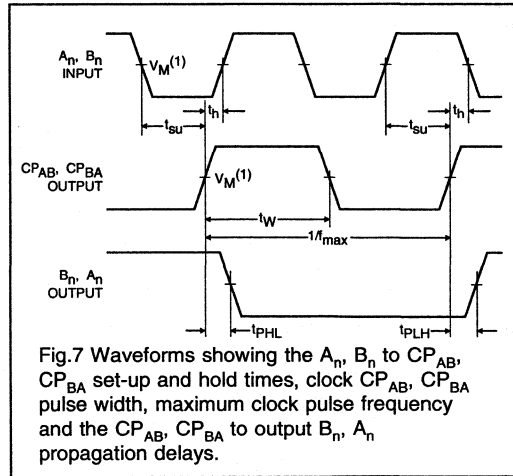 An, Bn
INPUT
VM(1)
th
th
tsu
tsu
CPAB, CPBA
OUTPUT
VM(1)
tW
1/fmax
Bn, An
OUTPUT
tPHL
tPLH
Fig.7 Waveforms showing the An, Bn to CPAB,
CPBA set-up and hold times, clock CPAB, CPBA
pulse width, maximum clock pulse frequency
and the CPAB, CPBA to output Bn, An
propagation delays.